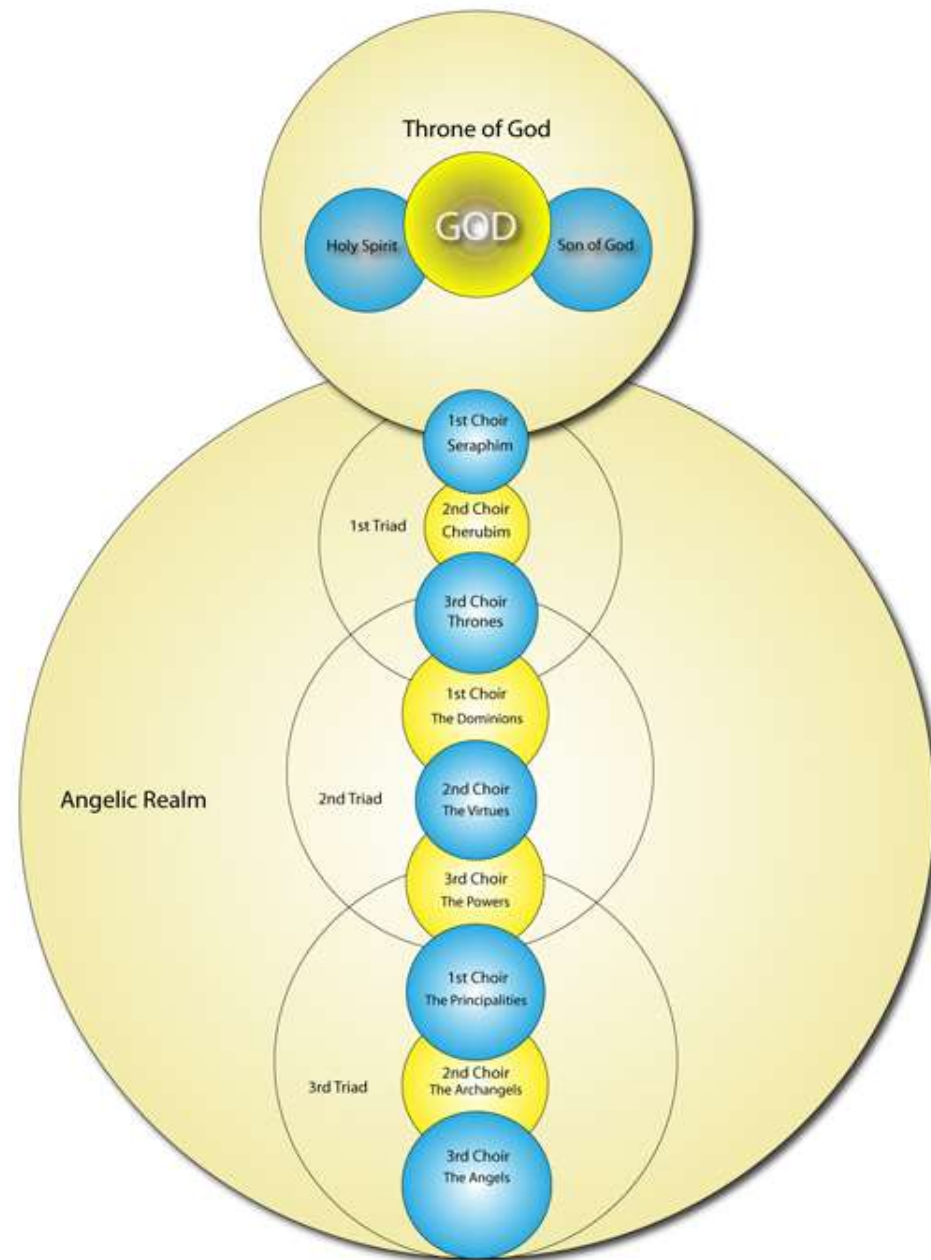 Throne of God
GOD
Holy Spirit
Son of God
1st Choir
Seraphim
1st Triad
2nd Choir
Cherubim
3rd Choir
Thrones
1st Choir
The Dominions
Angelic Realm
2nd Triad
2nd Choir
The Virtues
3rd Choir
The Powers
1st Choir
The Principalities
3rd Triad
2nd Choir
The Archangels
3rd Choir
The Angels